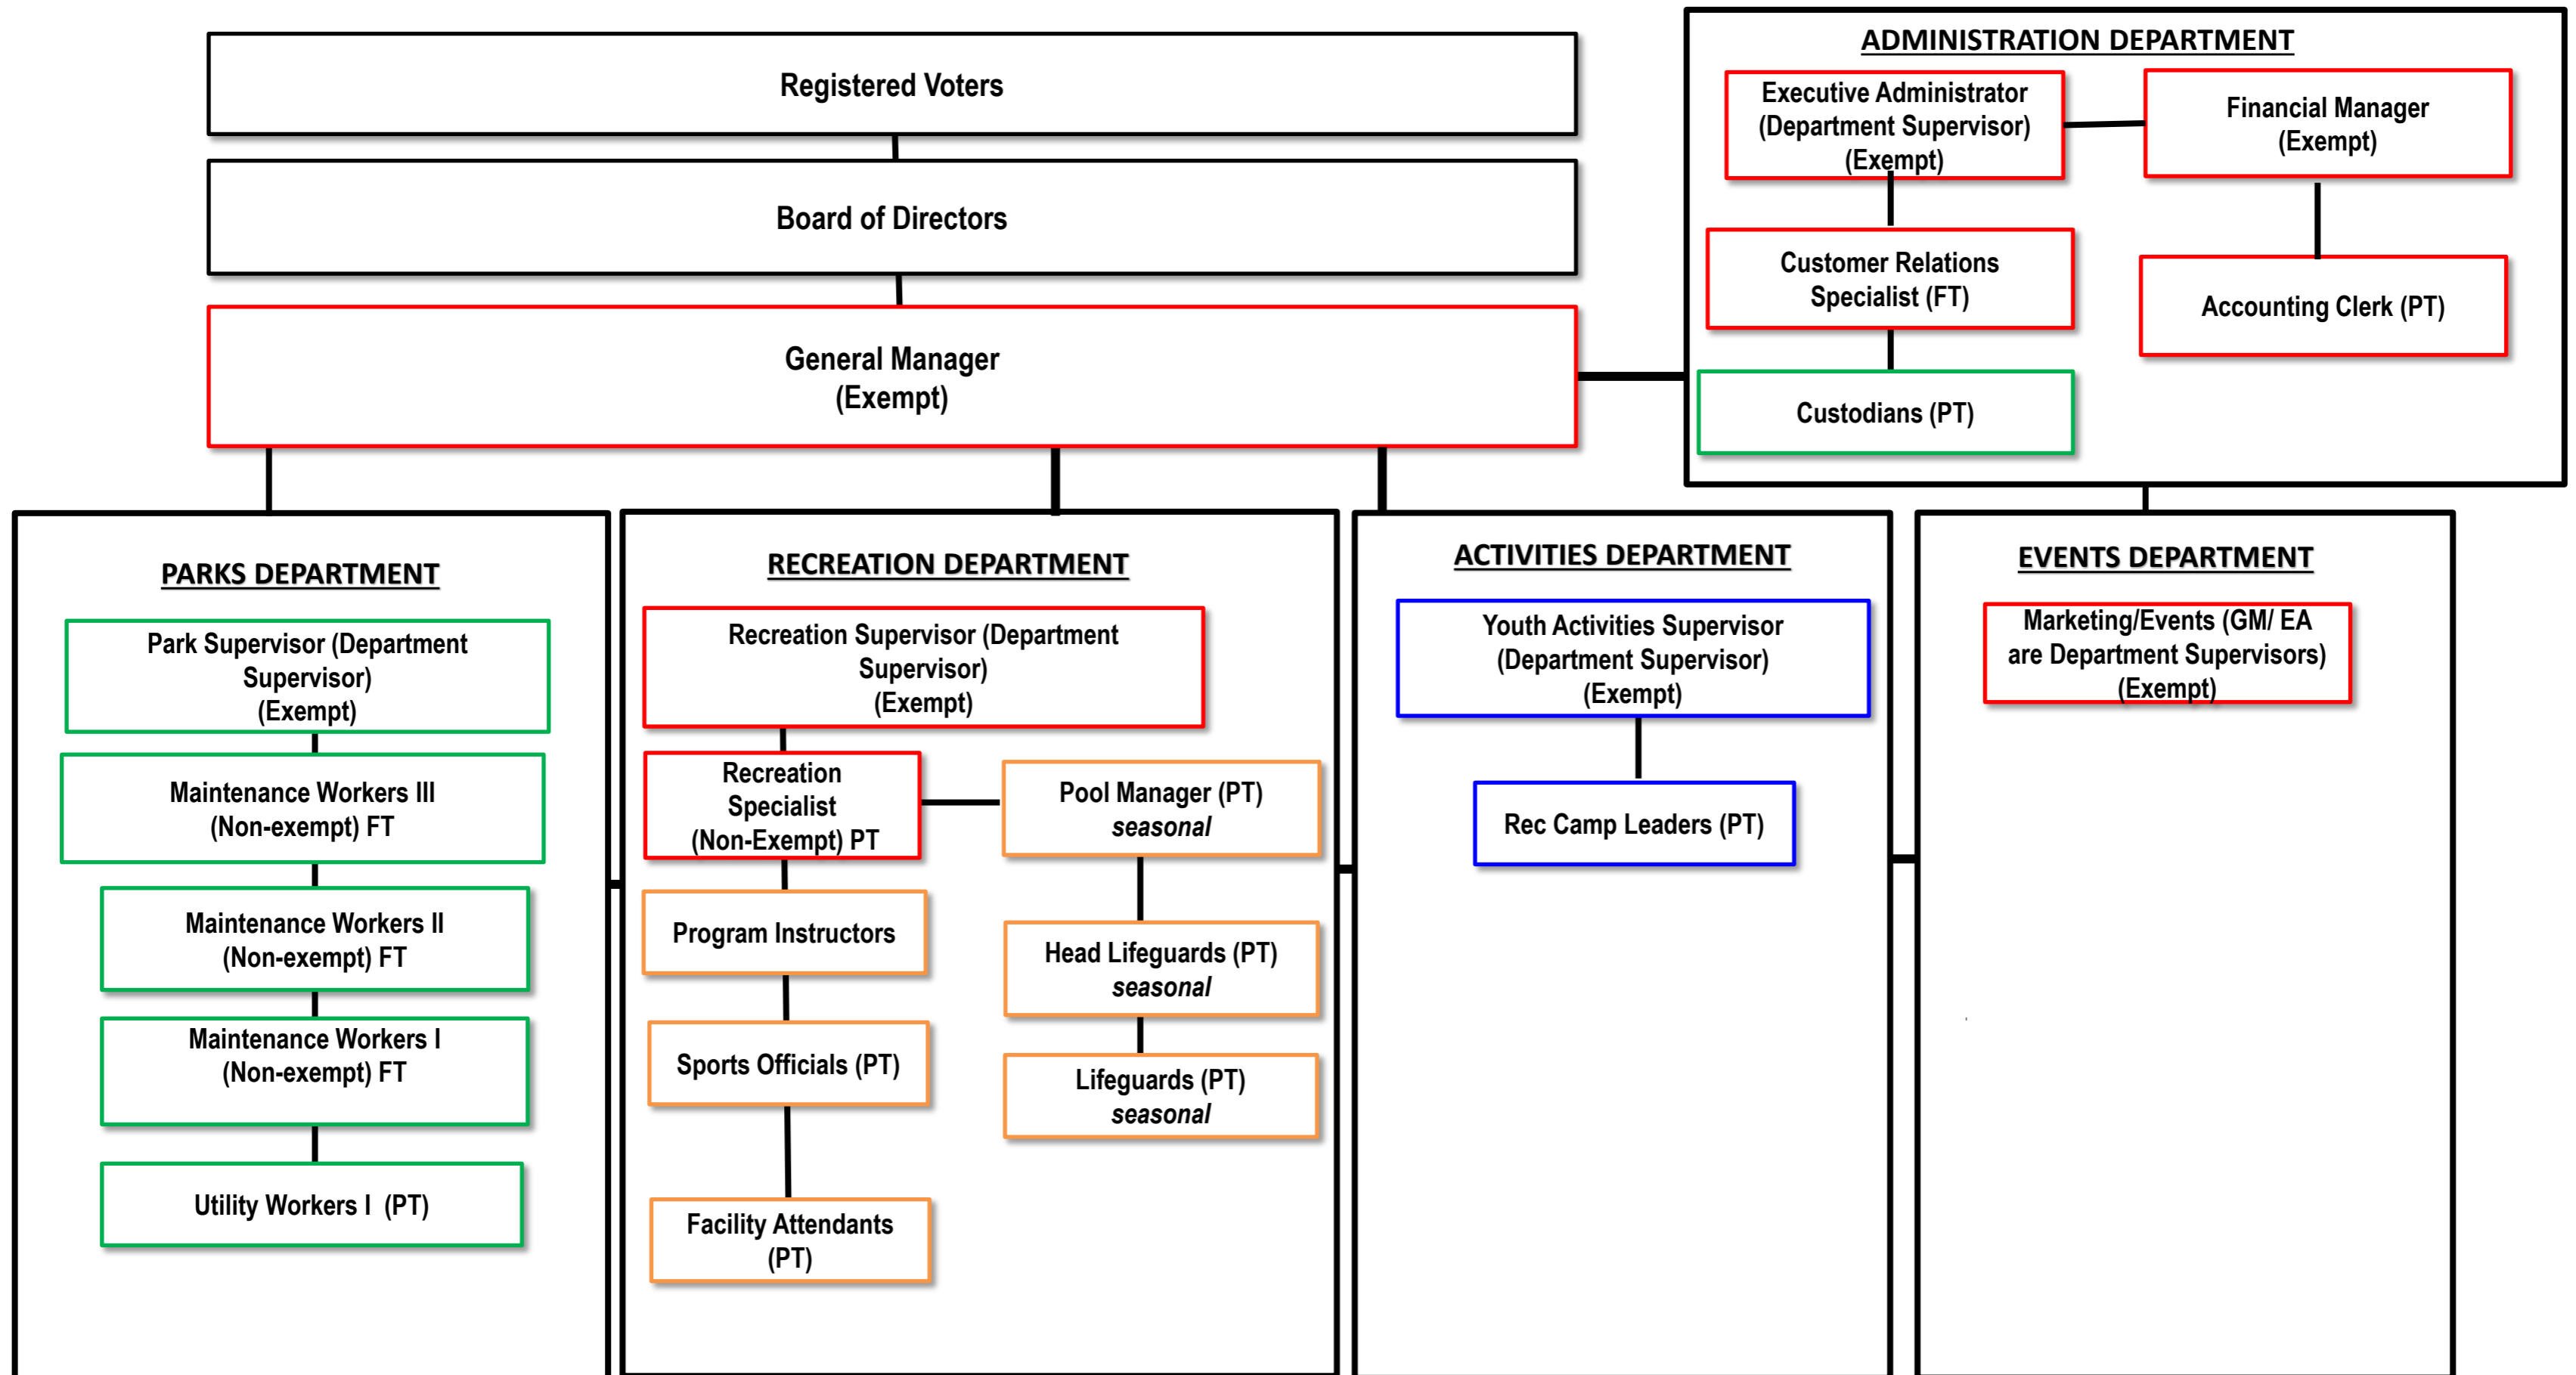 Registered Voters
Board of Directors
General Manager
(Exempt)
ADMINISTRATION DEPARTMENT
Executive Administrator
(Department Supervisor)
(Exempt)
Financial Manager
(Exempt)
Customer Relations
Specialist (FT)
Accounting Clerk (PT)
Custodians (PT)
PARKS DEPARTMENT
Park Supervisor (Department
Supervisor)
(Exempt)
Maintenance Workers III
(Non-exempt) FT
Maintenance Workers II
(Non-exempt) FT
Maintenance Workers I
(Non-exempt) FT
Utility Workers I (PT)
RECREATION DEPARTMENT
Recreation Supervisor (Department
Supervisor)
(Exempt)
Recreation
Specialist
(Non-Exempt) PT
Program Instructors
Sports Officials (PT)
Facility Attendants
(PT)
Pool Manager (PT)
seasonal
Head Lifeguards (PT)
seasonal
Lifeguards (PT)
seasonal
ACTIVITIES DEPARTMENT
Youth Activities Supervisor
(Department Supervisor)
(Exempt)
Rec Camp Leaders (PT)
EVENTS DEPARTMENT
Marketing/Events (GM/ EA
are Department Supervisors)
(Exempt)